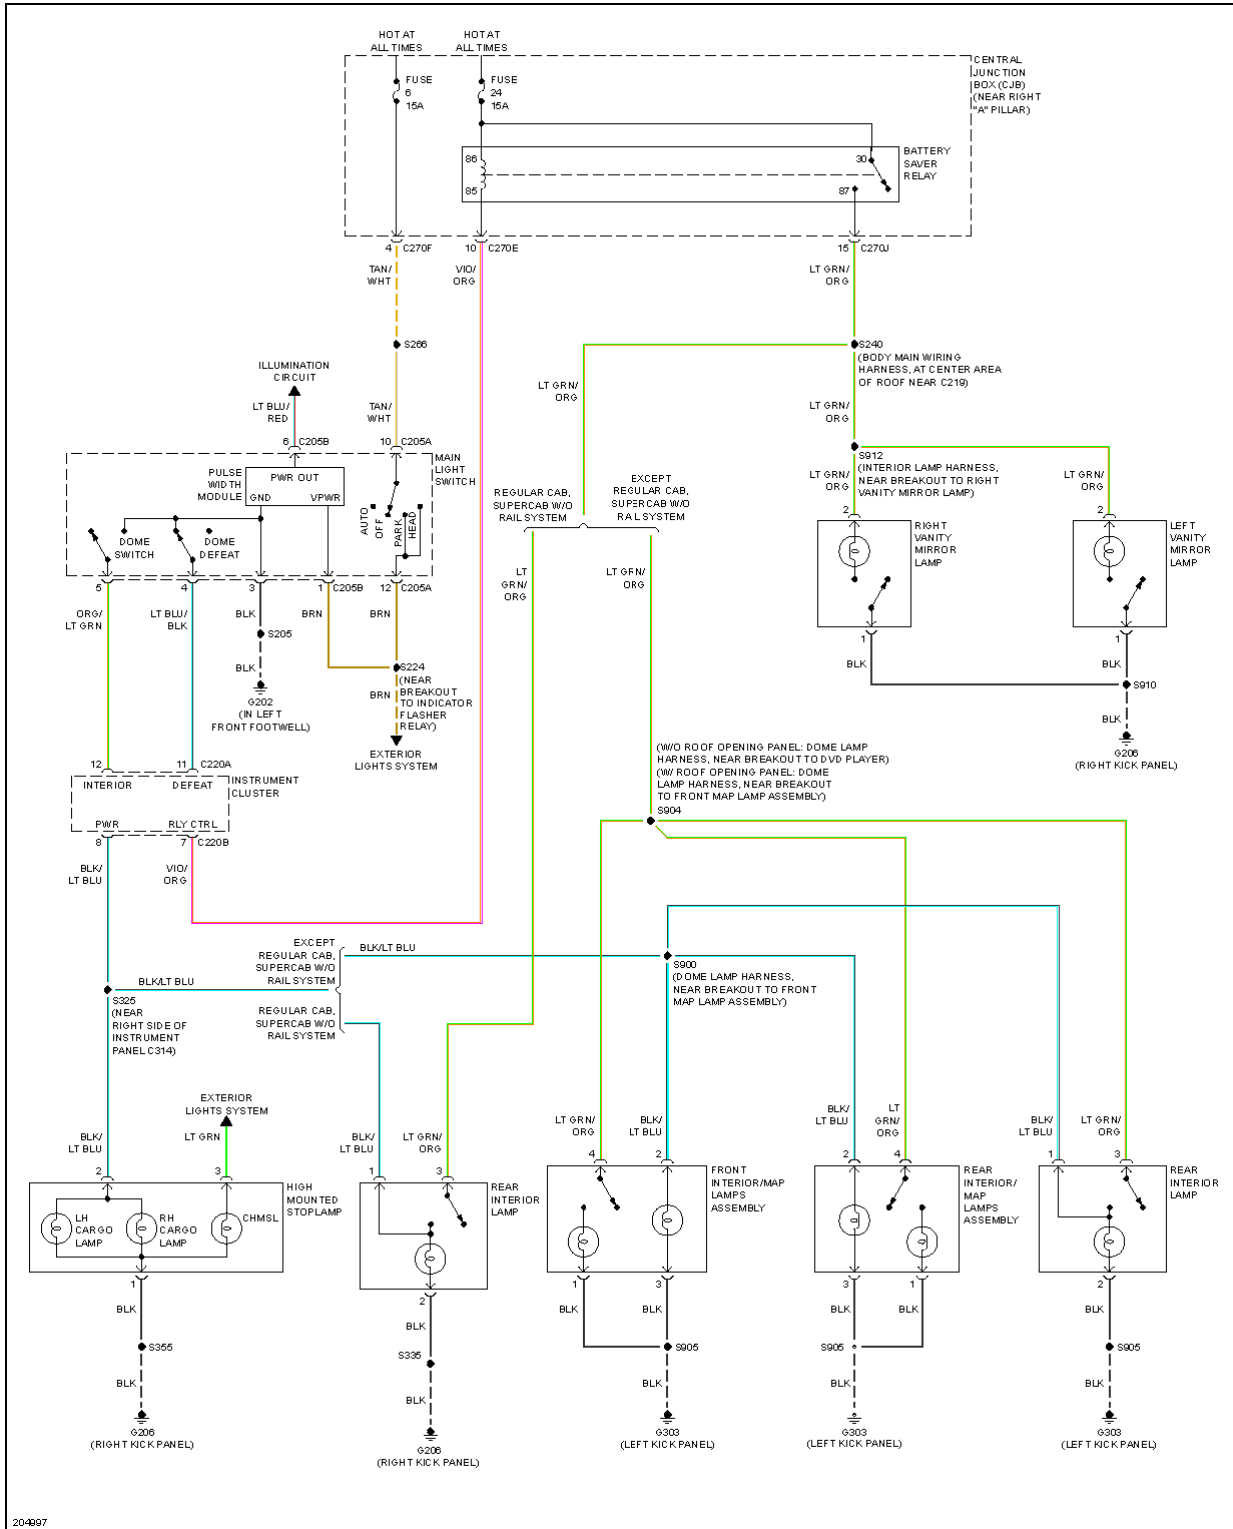 HOT AT
ALL TIMES
HOT AT
ALL TIMES
CENTRAL
JUNCTION
BOX (CJB)
(NEAR RIGHT
"A" PILLAR)
FUSE
6
15A
FUSE
24
15A
BATTERY
SAVER
RELAY
86
85
30
87
4 C270F
10 C270E
15 C270J
TAN/
WHT
VIO/
ORG
LT GRN/
ORG
S266
S240
(BODY MAIN WIRING
HARNESS, AT CENTER AREA
OF ROOF NEAR C219)
ILLUMINATION
CIRCUIT
LT BLU/
RED
TAN/
WHT
LT GRN/
ORG
LT GRN/
ORG
6 C205B
10 C205A
MAIN
LIGHT
SWITCH
PULSE
WIDTH
MODULE
PWR OUT
GND
VPWR
AUTO
OFF
PARK
HEAD
DOME
SWITCH
DOME
DEFEAT
S912
(INTERIOR LAMP HARNESS,
NEAR BREAKOUT TO RIGHT
VANITY MIRROR LAMP)
LT GRN/
ORG
LT GRN/
ORG
REGULAR CAB,
SUPERCAB W/O
RAIL SYSTEM
EXCEPT
REGULAR CAB,
SUPERCAB W/O
RAIL SYSTEM
2
2
RIGHT
VANITY
MIRROR
LAMP
LEFT
VANITY
MIRROR
LAMP
5
4
3
1 C205B
12 C205A
LT
GRN/
ORG
LT GRN/
ORG
ORG/
LT GRN
LT BLU/
BLK
BLK
BRN
BRN
S205
BLK
G202
(IN LEFT
FRONT FOOTWELL)
S224
(NEAR
BREAKOUT
TO INDICATOR
FLASHER
RELAY)
BRN
EXTERIOR
LIGHTS SYSTEM
1
1
BLK
BLK
S910
BLK
G206
(RIGHT KICK PANEL)
12
11 C220A
INTERIOR
DEFEAT
INSTRUMENT
CLUSTER
PWR
RLY CTRL
8
7 C220B
BLK/
LT BLU
VIO/
ORG
(W/O ROOF OPENING PANEL: DOME LAMP
HARNESS, NEAR BREAKOUT TO DVD PLAYER)
(W/ ROOF OPENING PANEL: DOME
LAMP HARNESS, NEAR BREAKOUT
TO FRONT MAP LAMP ASSEMBLY)
S904
EXCEPT
REGULAR CAB,
SUPERCAB W/O
RAIL SYSTEM
BLK/LT BLU
BLK/LT BLU
REGULAR CAB,
SUPERCAB W/O
RAIL SYSTEM
S900
(DOME LAMP HARNESS,
NEAR BREAKOUT TO FRONT
MAP LAMP ASSEMBLY)
S325
(NEAR
RIGHT SIDE OF
INSTRUMENT
PANEL C314)
EXTERIOR
LIGHTS SYSTEM
BLK/
LT BLU
LT GRN
BLK/
LT BLU
LT GRN/
ORG
LT GRN/
ORG
BLK/
LT BLU
BLK/
LT BLU
LT
GRN/
ORG
BLK/
LT BLU
LT GRN/
ORG
2
3
1
3
4
2
2
4
1
3
HIGH
MOUNTED
STOPLAMP
LH
CARGO
LAMP
RH
CARGO
LAMP
CHMSL
REAR
INTERIOR
LAMP
FRONT
INTERIOR/MAP
LAMPS
ASSEMBLY
REAR
INTERIOR/
MAP
LAMPS
ASSEMBLY
REAR
INTERIOR
LAMP
1
2
1
3
3
1
2
BLK
BLK
BLK
BLK
BLK
BLK
BLK
S355
S335
S905
S905
S905
BLK
BLK
BLK
BLK
BLK
G206
(RIGHT KICK PANEL)
G206
(RIGHT KICK PANEL)
G303
(LEFT KICK PANEL)
G303
(LEFT KICK PANEL)
G303
(LEFT KICK PANEL)
204997